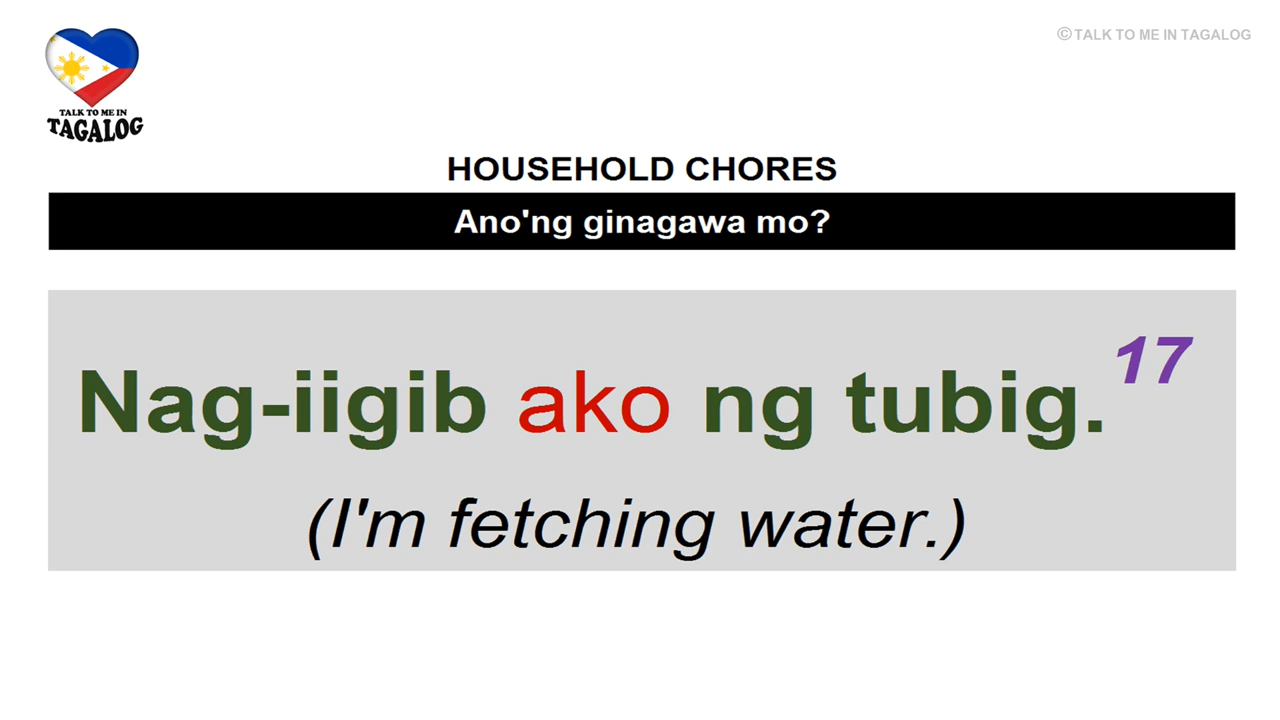 © TALK TO ME IN TAGALOG
TALK TO ME IN
TAGALOG
HOUSEHOLD CHORES
Ano'ng ginagawa mo?
Nag-iigib ako ng tubig. 17
(I'm fetching water.)